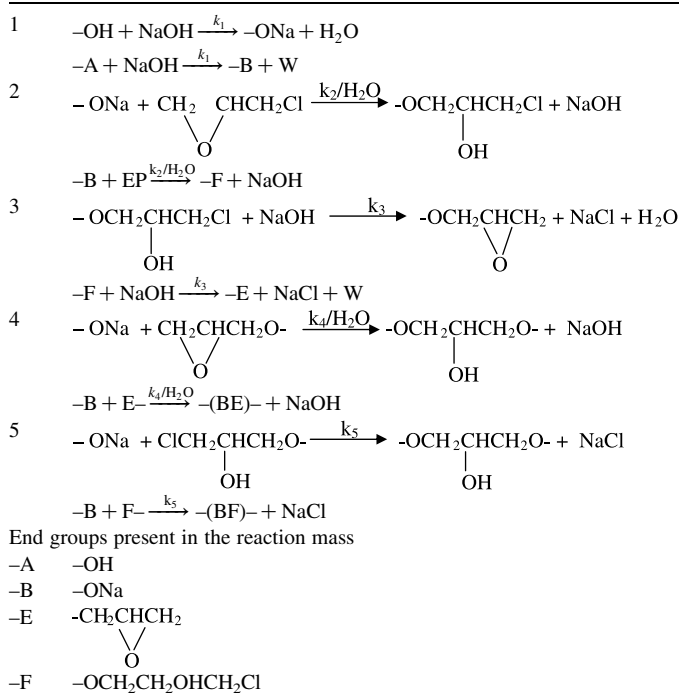 1 –OH + NaOH —k₁→ –ONa + H₂O
–A + NaOH —k₁→ –B + W
2 – ONa + CH₂ CHCH₂Cl —k₂/H₂O→ -OCH₂CHCH₂Cl + NaOH
O OH
–B + EP —k₂/H₂O→ –F + NaOH
3 – OCH₂CHCH₂Cl + NaOH —k₃→ -OCH₂CHCH₂ + NaCl + H₂O
OH O
–F + NaOH —k₃→ –E + NaCl + W
4 – ONa + CH₂CHCH₂O- —k₄/H₂O→ -OCH₂CHCH₂O- + NaOH
O OH
–B + E– —k₄/H₂O→ –(BE)– + NaOH
5 – ONa + ClCH₂CHCH₂O- —k₅→ -OCH₂CHCH₂O- + NaCl
OH OH
–B + F– —k₅→ –(BF)– + NaCl
End groups present in the reaction mass
–A –OH
–B –ONa
–E -CH₂CHCH₂
O
–F –OCH₂CH₂OHCH₂Cl